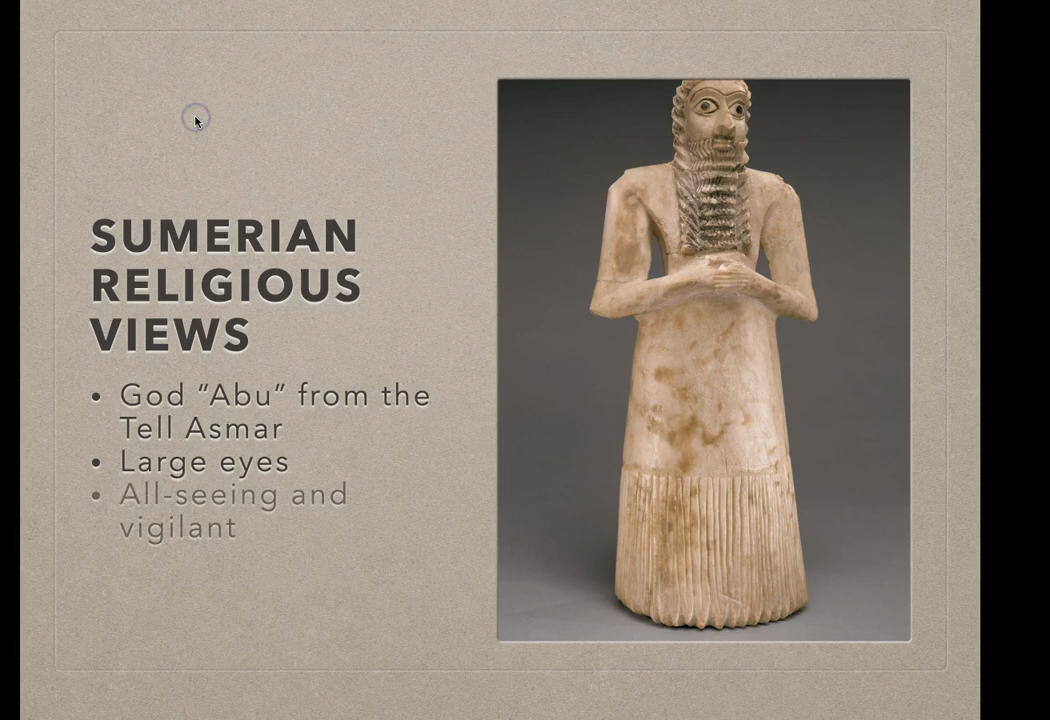 SUMERIAN
RELIGIOUS
VIEWS
• God ”Abu” from the
Tell Asmar
• Large eyes
• All-seeing and
vigilant